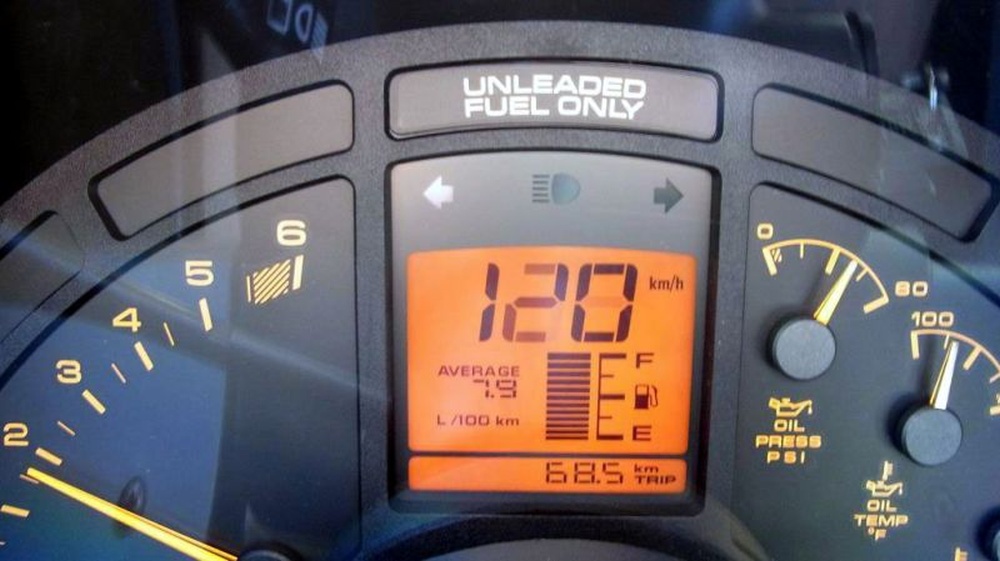 UNLEADED
FUEL ONLY
6
5
4
3
2
120 km/h
AVERAGE
7.9
L/100 km
F
E
68.5 km
TRIP
0
80
OIL
PRESS
PSI
100
OIL
TEMP
°F